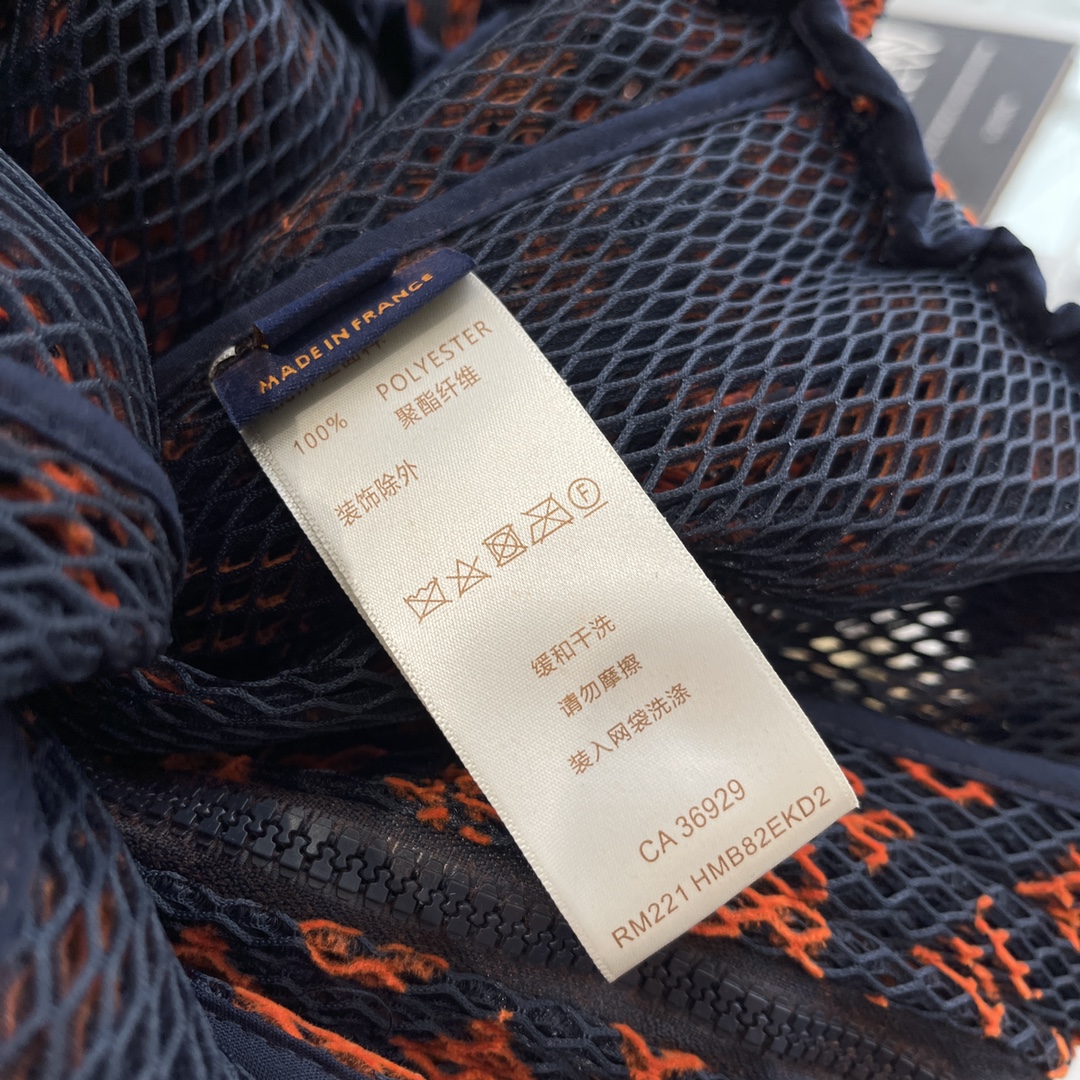 MADE IN FRANCE
100% POLYESTER
聚酯纤维
装饰除外
F
缓和干洗
请勿摩擦
装入网袋洗涤
CA 36929
RM221 HMB82EKD2